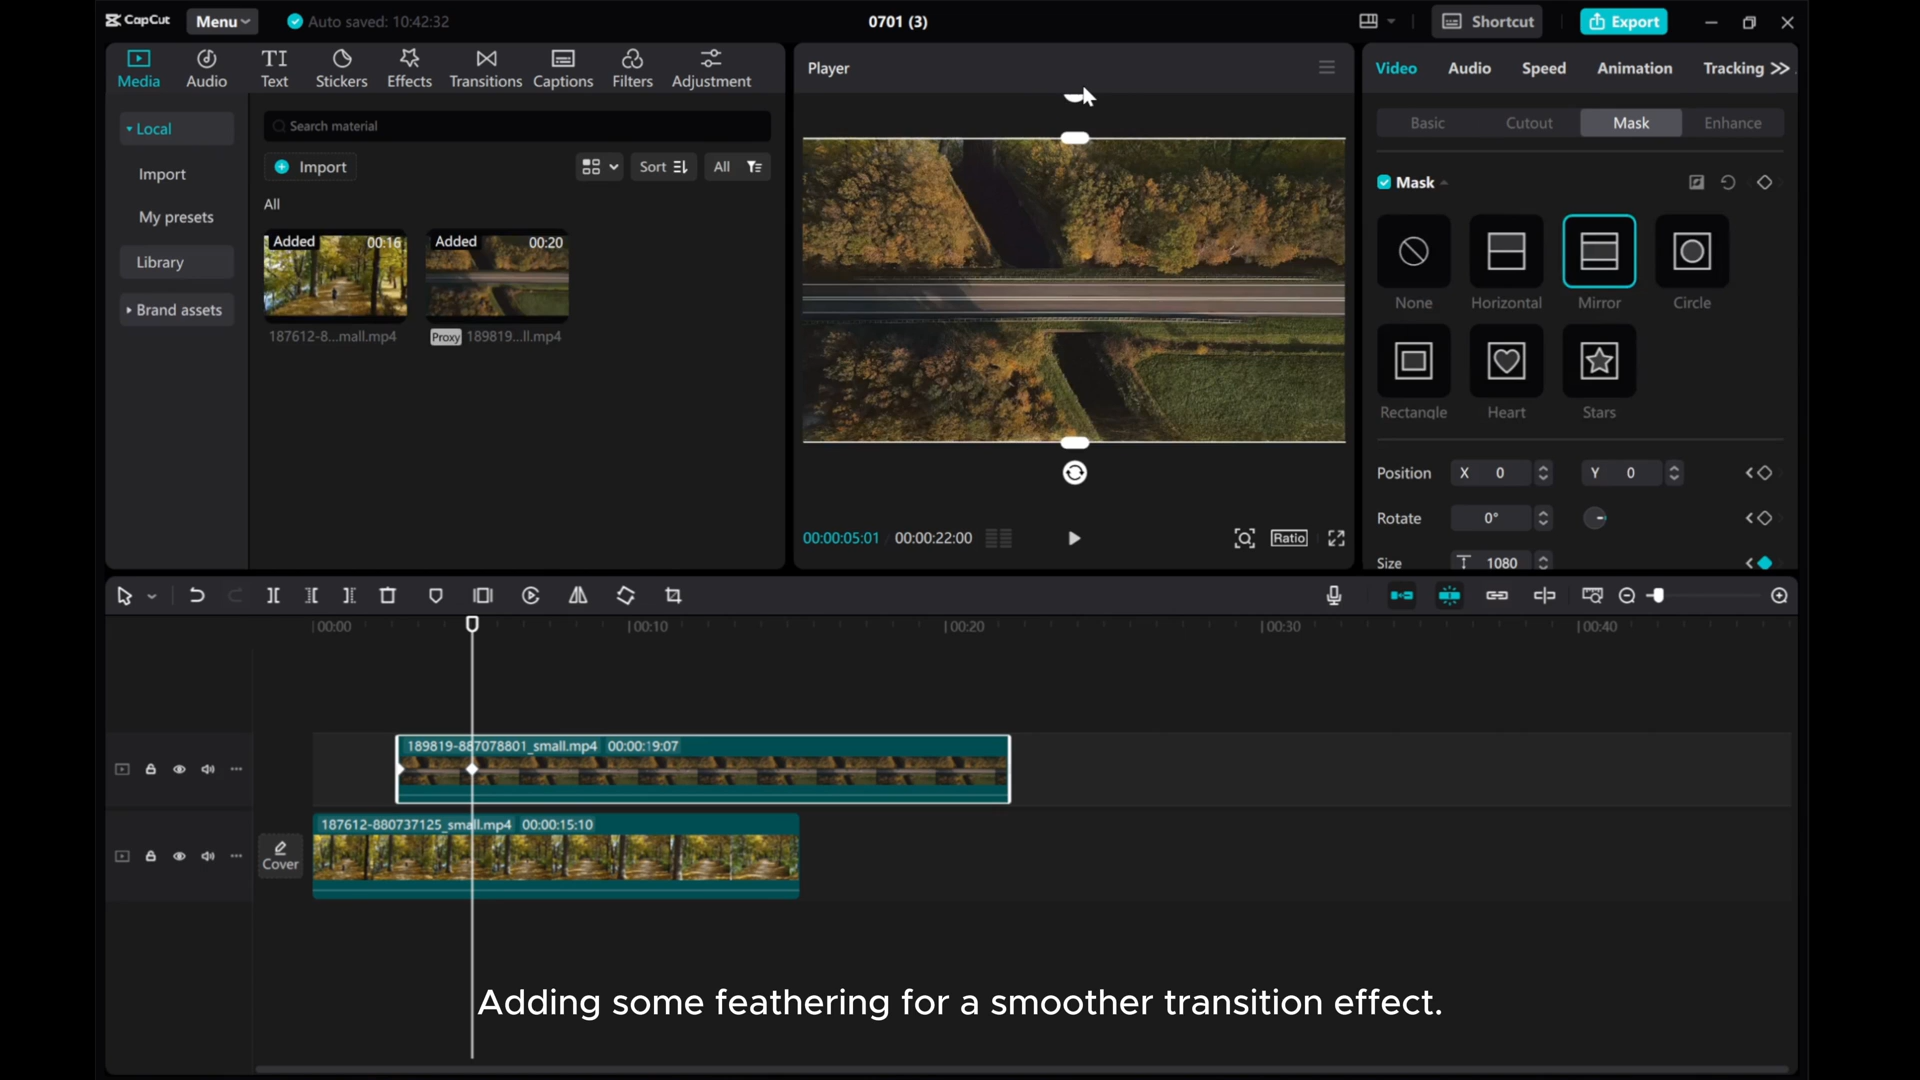 CapCut Menu Auto saved: 10:42:32 0701 (3) Shortcut Export
Media Audio Text Stickers Effects Transitions Captions Filters Adjustment
Player
Video Audio Speed Animation Tracking
Local
Import
My presets
Library
Brand assets
Search material
Import Sort All
All
Added 00:16 Added 00:20
187612-8...mall.mp4 Proxy 189819...ll.mp4
00:00:05:01 00:00:22:00 Ratio
Basic Cutout Mask Enhance
Mask
None Horizontal Mirror Circle
Rectangle Heart Stars
Position X 0 Y 0
Rotate 0°
Size 1080
00:00 00:10 00:20 00:30 00:40
189819-887078801_small.mp4 00:00:19:07
187612-880737125_small.mp4 00:00:15:10
Cover
Adding some feathering for a smoother transition effect.